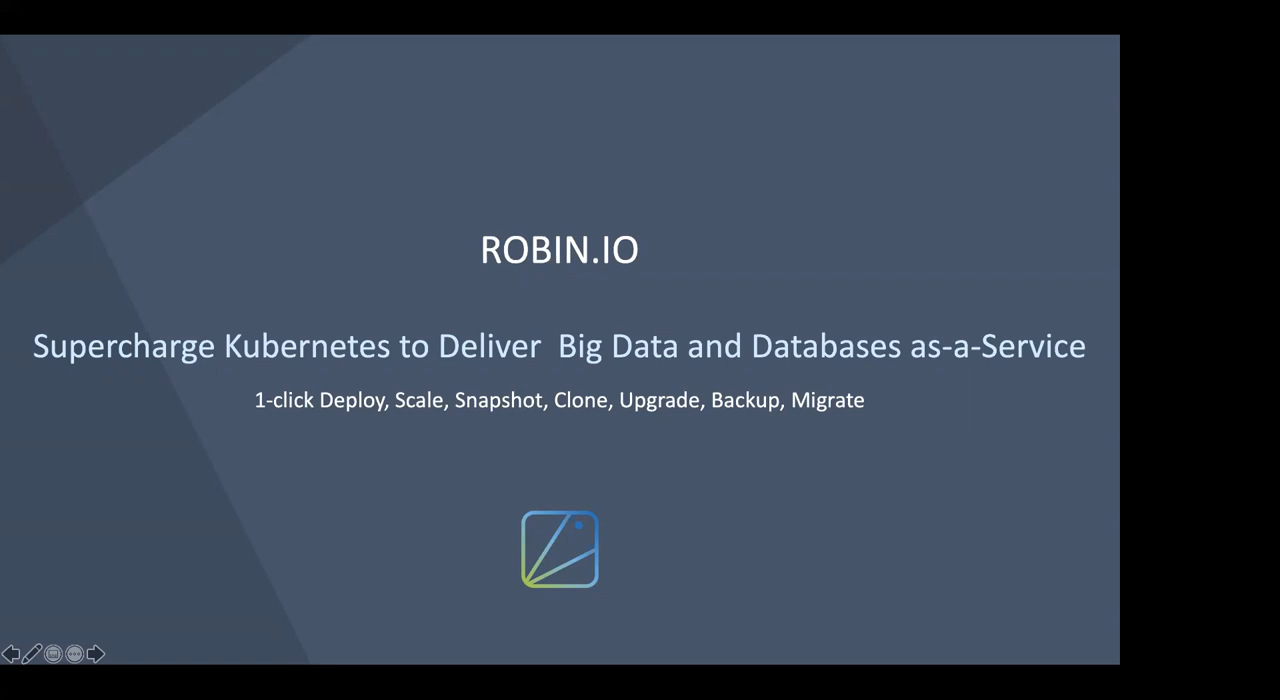 ROBIN.IO
Supercharge Kubernetes to Deliver  Big Data and Databases as-a-Service
1-click Deploy, Scale, Snapshot, Clone, Upgrade, Backup, Migrate